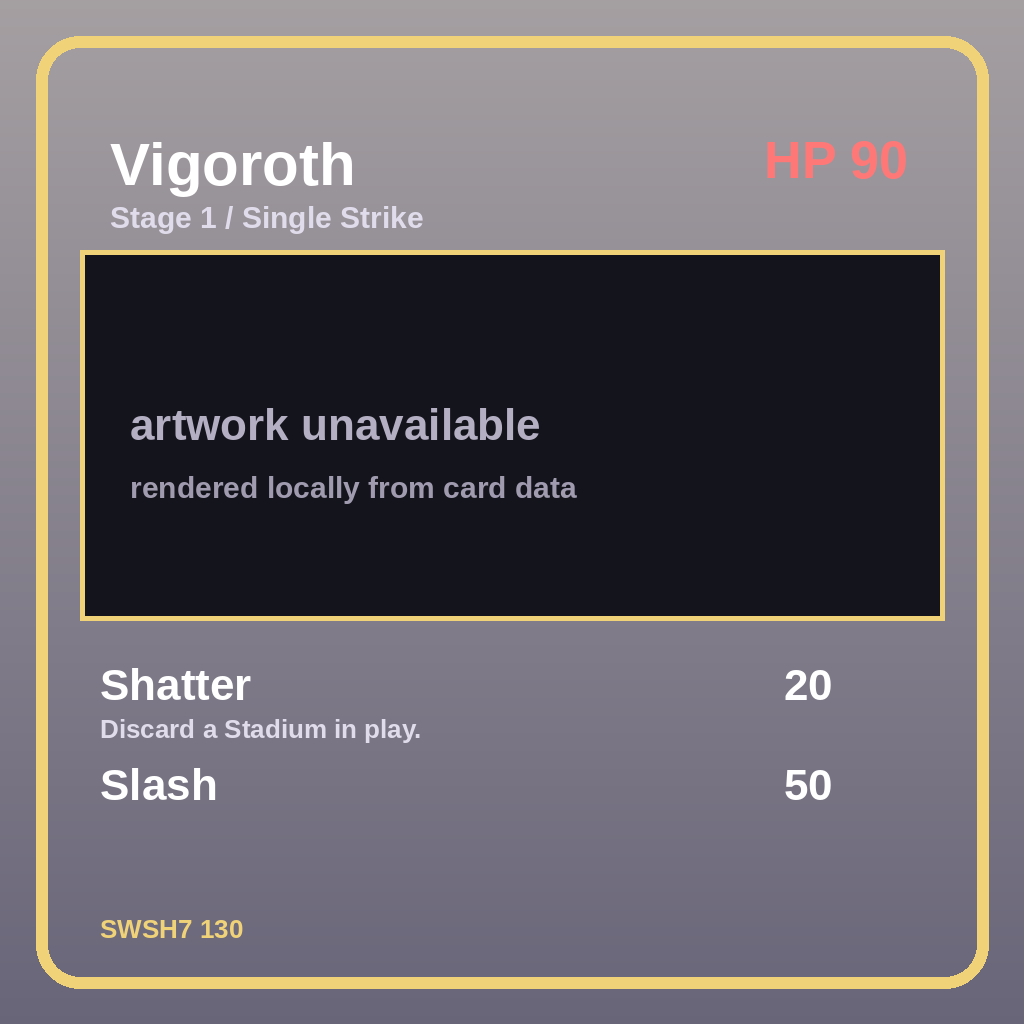 Vigoroth
HP 90
Stage 1 / Single Strike
artwork unavailable
rendered locally from card data
Shatter 20
Discard a Stadium in play.
Slash 50
SWSH7 130